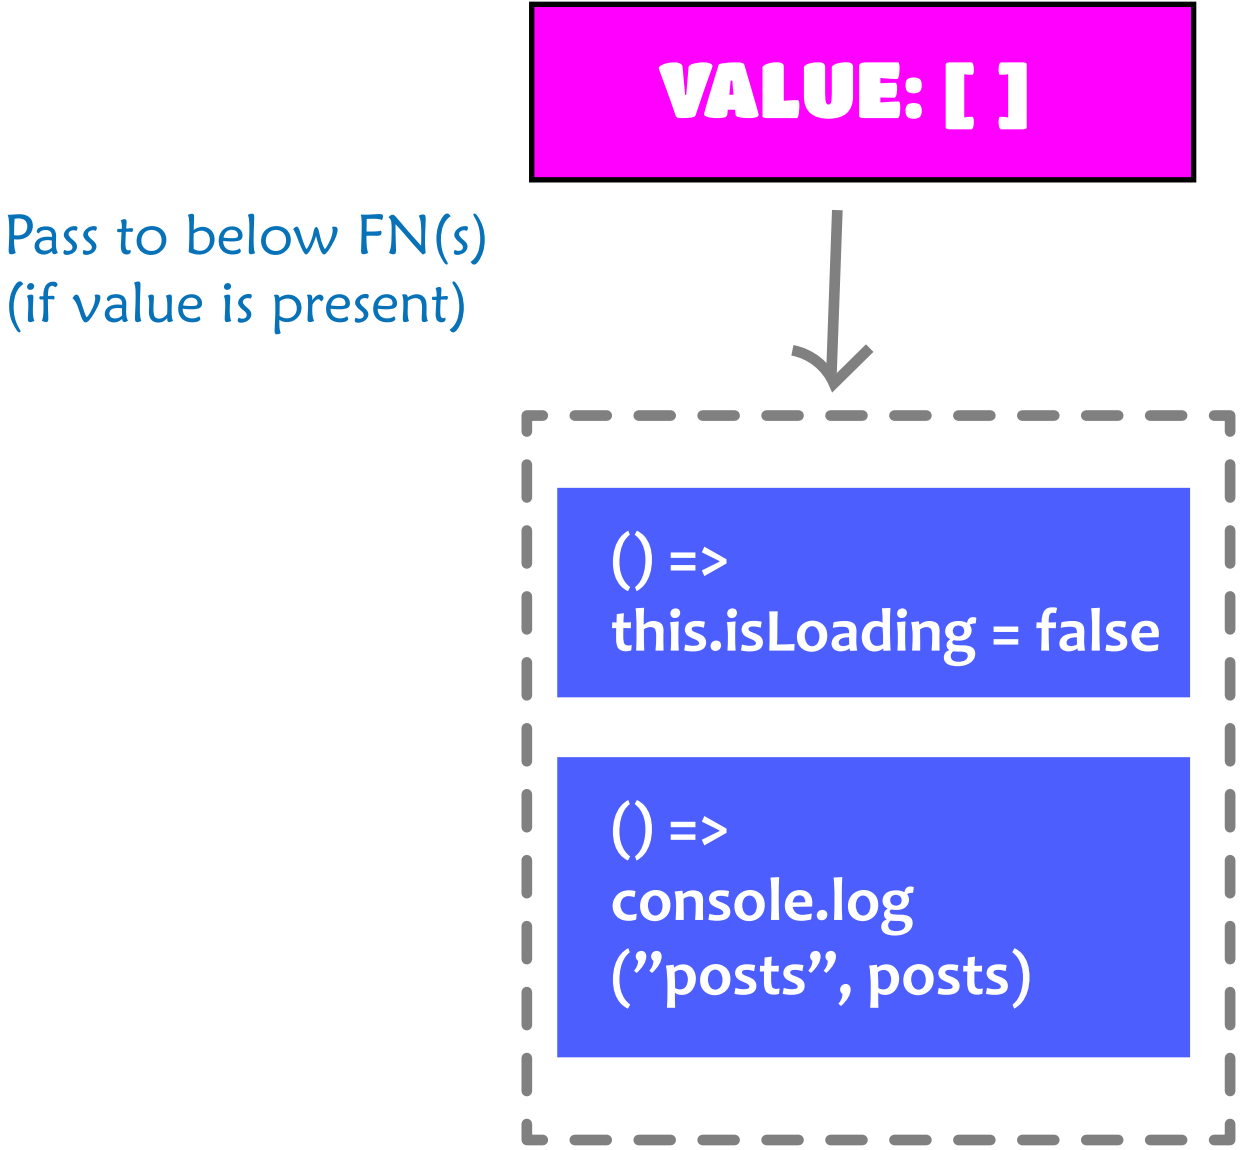 VALUE: [ ]
Pass to below FN(s)
(if value is present)
() =>
this.isLoading = false
() =>
console.log
(”posts”, posts)